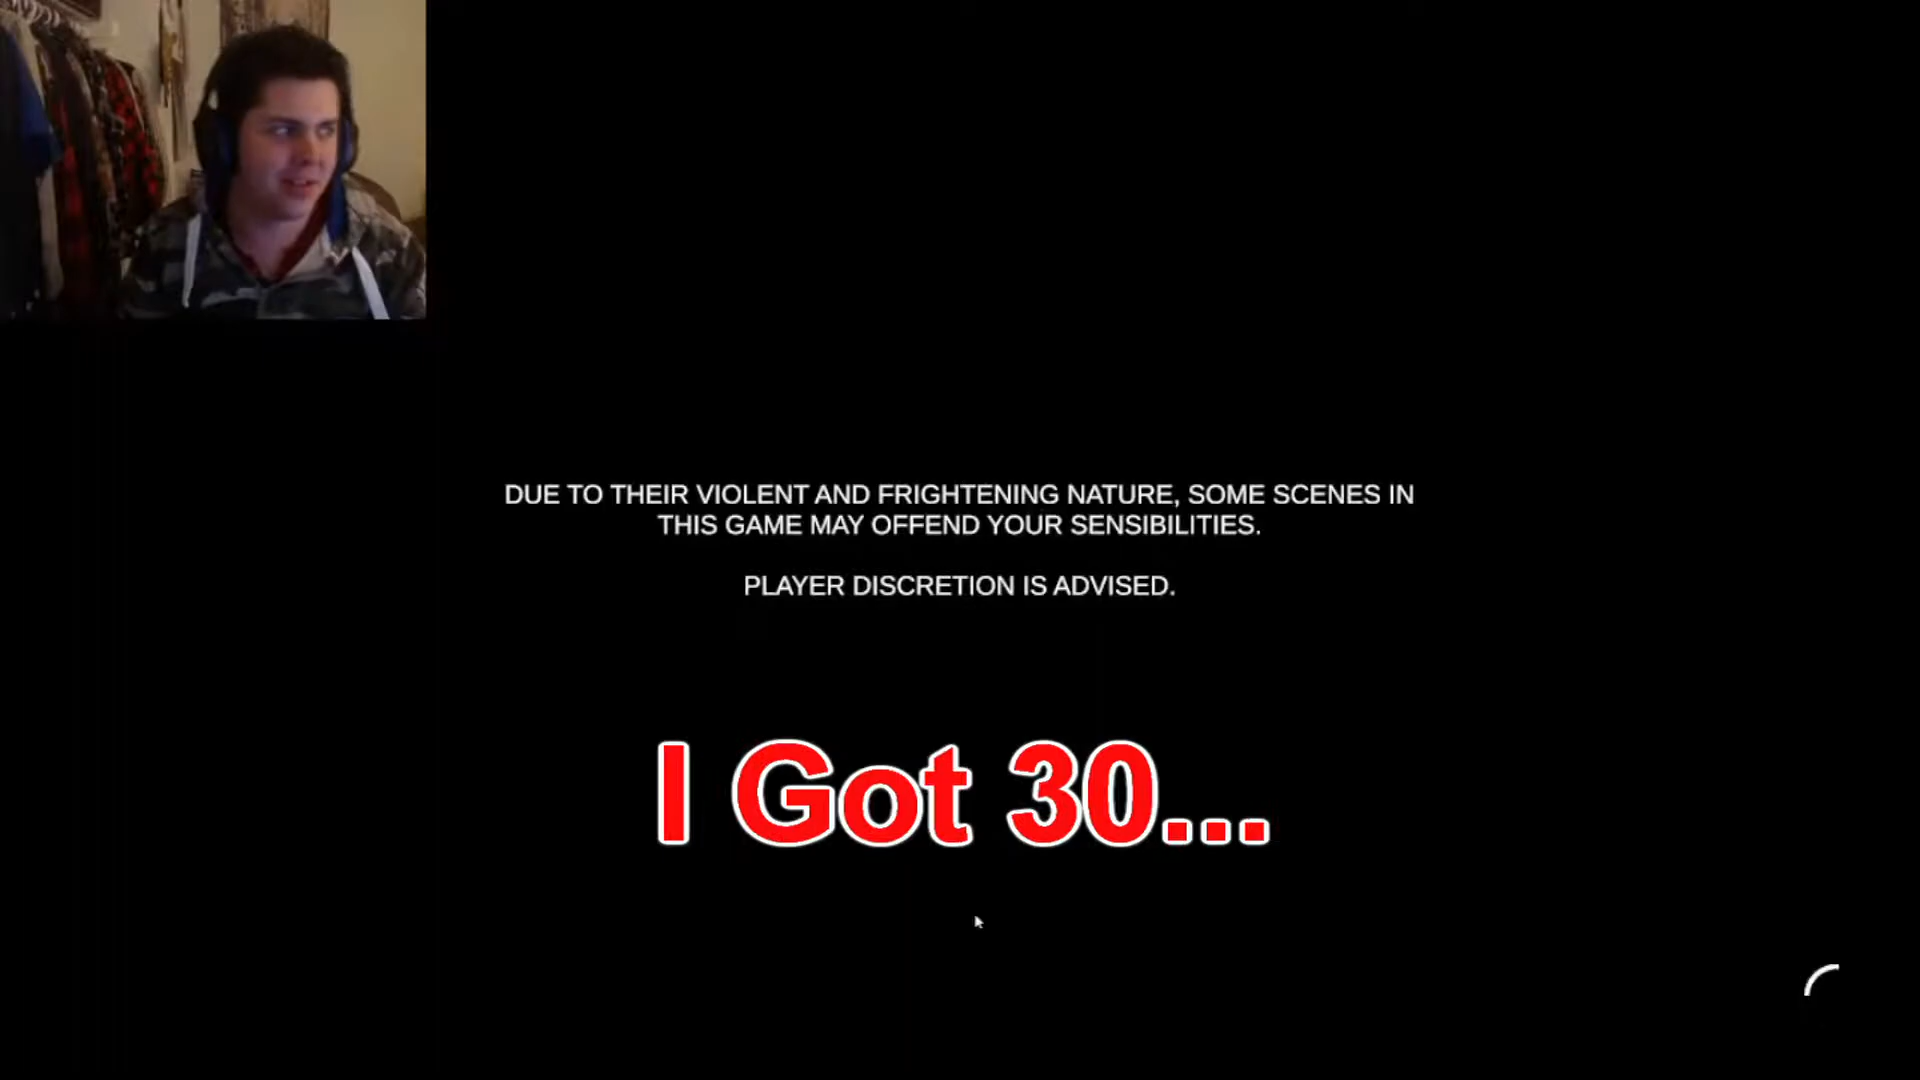 DUE TO THEIR VIOLENT AND FRIGHTENING NATURE, SOME SCENES IN
THIS GAME MAY OFFEND YOUR SENSIBILITIES.
PLAYER DISCRETION IS ADVISED.
I Got 30...